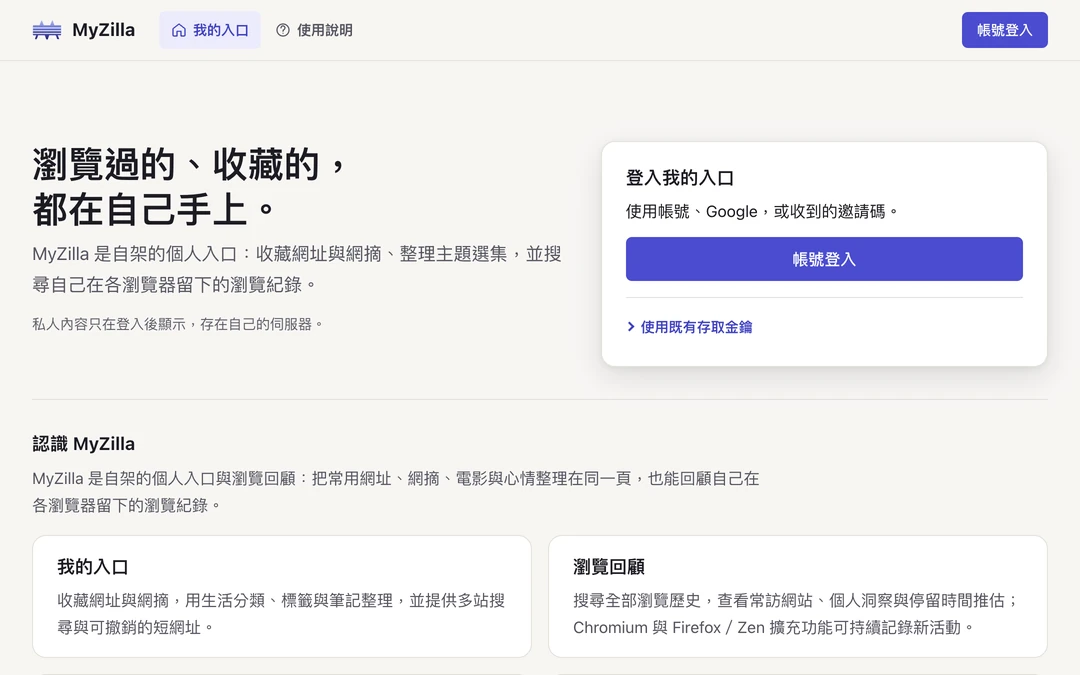 MyZilla
我的入口
使用說明
帳號登入
瀏覽過的、收藏的，
都在自己手上。
MyZilla 是自架的個人入口：收藏網址與網摘、整理主題選集，並搜
尋自己在各瀏覽器留下的瀏覽紀錄。
私人內容只在登入後顯示，存在自己的伺服器。
登入我的入口
使用帳號、Google，或收到的邀請碼。
帳號登入
使用既有存取金鑰
認識 MyZilla
MyZilla 是自架的個人入口與瀏覽回顧：把常用網址、網摘、電影與心情整理在同一頁，也能回顧自己在
各瀏覽器留下的瀏覽紀錄。
我的入口
收藏網址與網摘，用生活分類、標籤與筆記整理，並提供多站搜
尋與可撤銷的短網址。
瀏覽回顧
搜尋全部瀏覽歷史，查看常訪網站、個人洞察與停留時間推估；
Chromium 與 Firefox / Zen 擴充功能可持續記錄新活動。